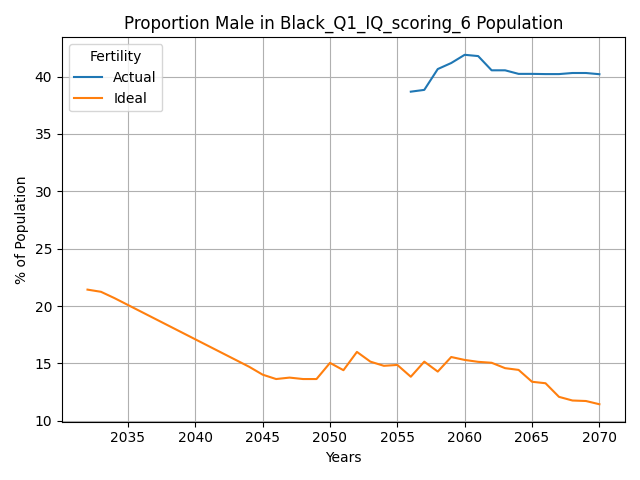 Proportion Male in Black_Q1_IQ_scoring_6 Population
Fertility
Actual
Ideal
% of Population
40
35
30
25
20
15
10
2035 2040 2045 2050 2055 2060 2065 2070
Years